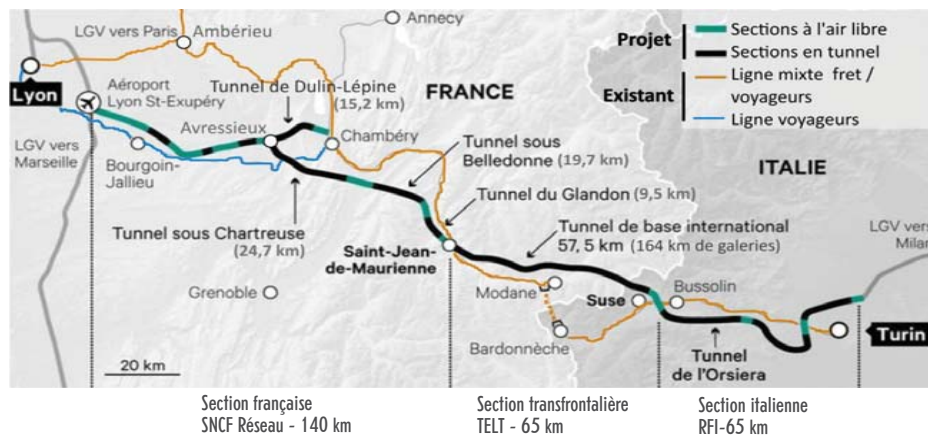 LGV vers Paris
Ambérieu
Annecy
Lyon
Aéroport
Lyon St-Exupéry
Tunnel de Dulin-Lépine
(15,2 km)
FRANCE
Projet
Sections à l'air libre
Sections en tunnel
Existant
Ligne mixte fret /
voyageurs
Ligne voyageurs
LGV vers
Marseille
Bourgoin-
Jallieu
Avressieux
Chambéry
Tunnel sous
Belledonne (19,7 km)
ITALIE
Tunnel du Glandon (9,5 km)
Tunnel sous Chartreuse
(24,7 km)
Tunnel de base international
57, 5 km (164 km de galeries)
Saint-Jean-
de-Maurienne
LGV vers
Milan
Grenoble
Modane
Suse
Bussolin
Bardonnèche
Turin
Tunnel
de l'Orsiera
20 km
Section française
SNCF Réseau - 140 km
Section transfrontalière
TELT - 65 km
Section italienne
RFI-65 km